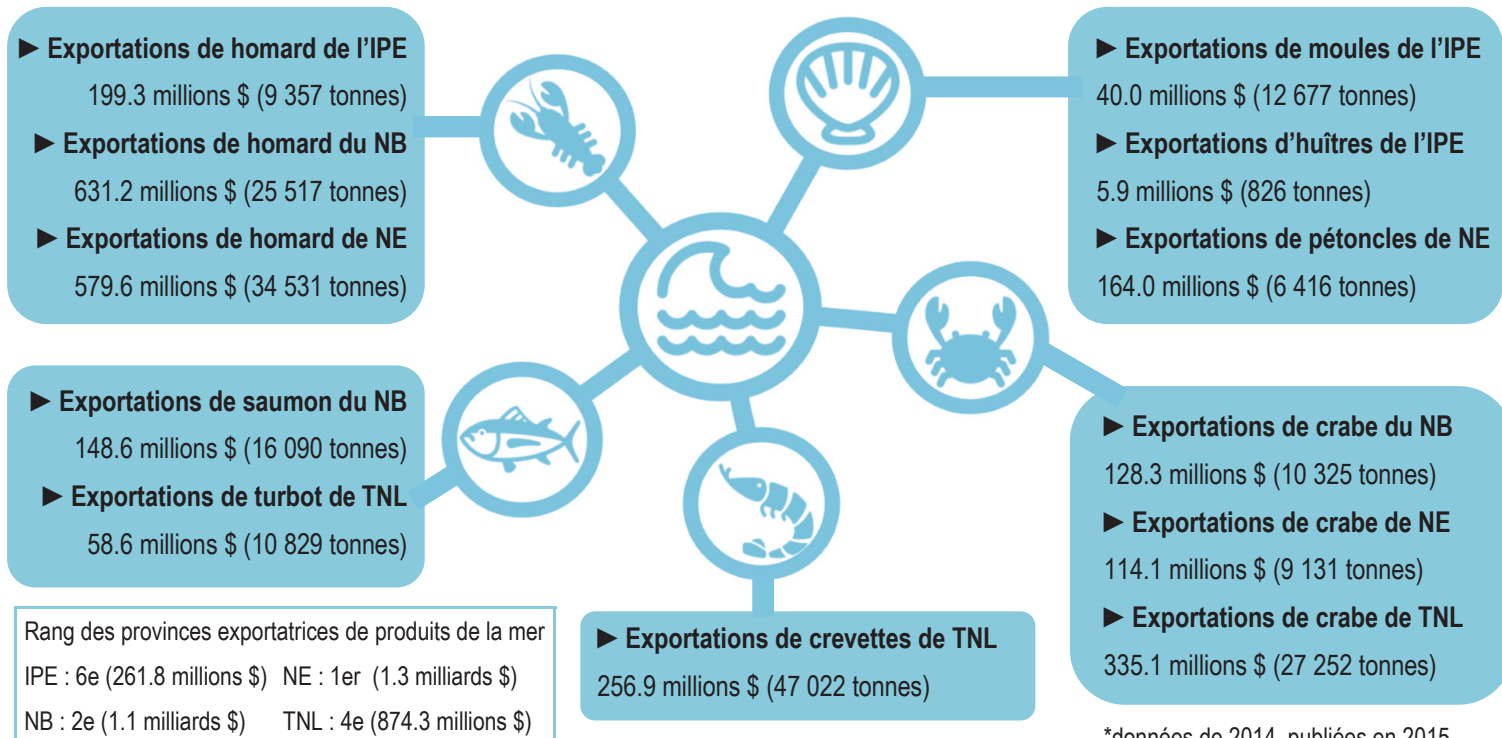 ► Exportations de homard de l’IPE
199.3 millions $ (9 357 tonnes)
► Exportations de homard du NB
631.2 millions $ (25 517 tonnes)
► Exportations de homard de NE
579.6 millions $ (34 531 tonnes)
► Exportations de moules de l’IPE
40.0 millions $ (12 677 tonnes)
► Exportations d’huîtres de l’IPE
5.9 millions $ (826 tonnes)
► Exportations de pétoncles de NE
164.0 millions $ (6 416 tonnes)
► Exportations de saumon du NB
148.6 millions $ (16 090 tonnes)
► Exportations de turbot de TNL
58.6 millions $ (10 829 tonnes)
► Exportations de crabe du NB
128.3 millions $ (10 325 tonnes)
► Exportations de crabe de NE
114.1 millions $ (9 131 tonnes)
► Exportations de crabe de TNL
335.1 millions $ (27 252 tonnes)
Rang des provinces exportatrices de produits de la mer
IPE : 6e (261.8 millions $) NE : 1er (1.3 milliards $)
NB : 2e (1.1 milliards $) TNL : 4e (874.3 millions $)
► Exportations de crevettes de TNL
256.9 millions $ (47 022 tonnes)
*données de 2014, publiées en 2015